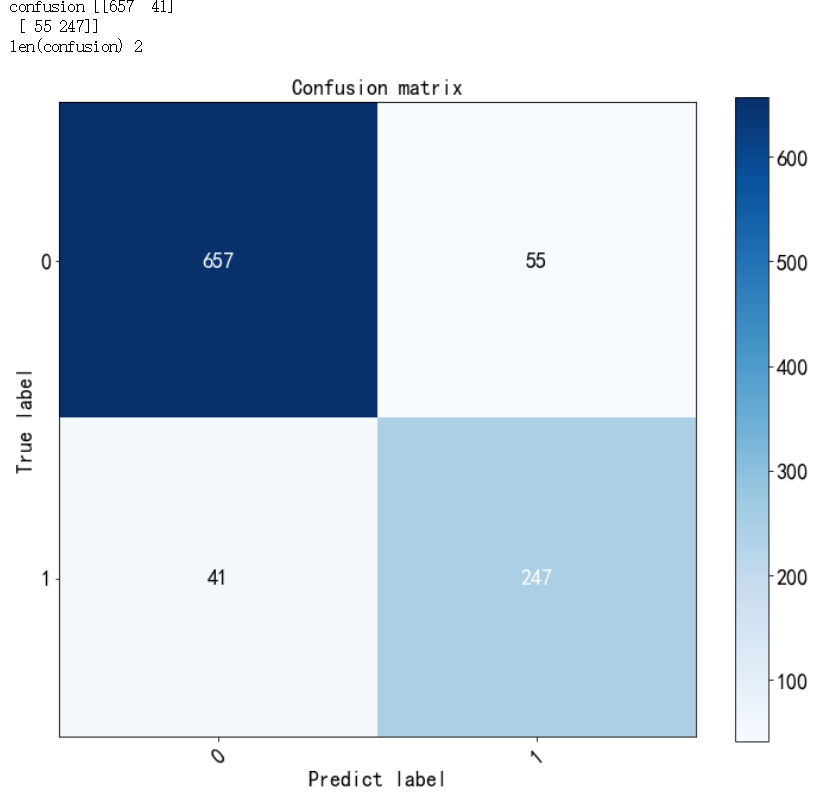 confusion [[657  41]
 [ 55 247]]
len(confusion) 2
Confusion matrix
600
500
400
300
200
100
0
657
55
True label
1
41
247
0
1
Predict label